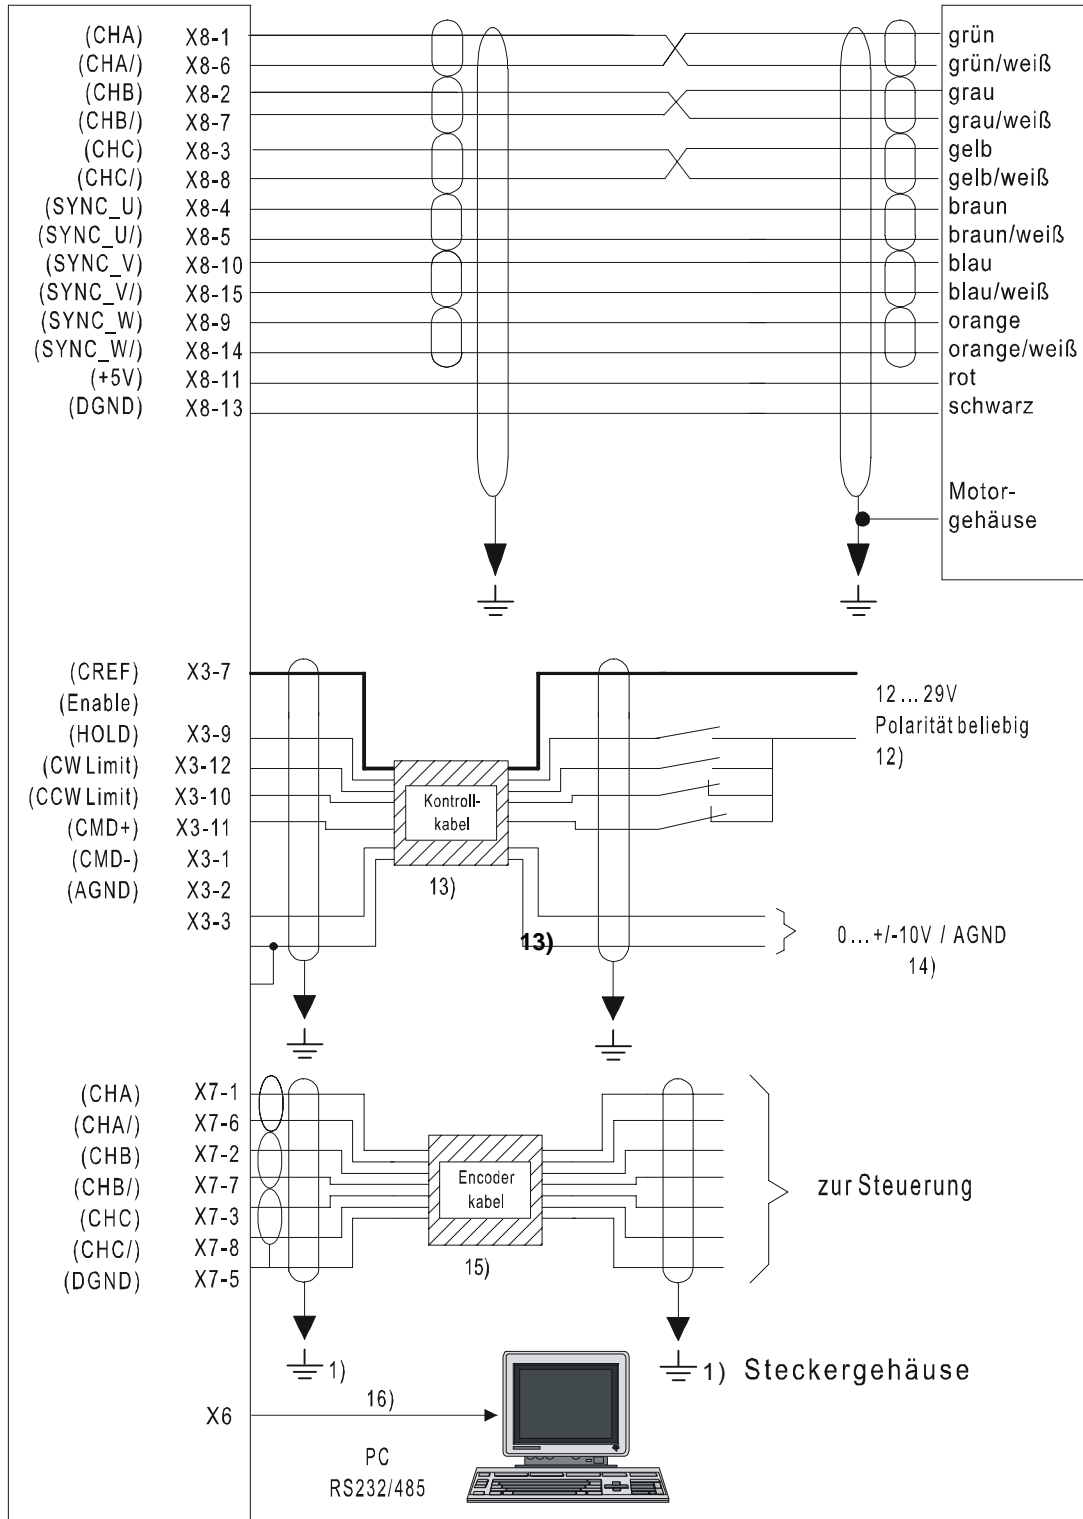 (CHA) X8-1 grün
(CHA/) X8-6 grün/weiß
(CHB) X8-2 grau
(CHB/) X8-7 grau/weiß
(CHC) X8-3 gelb
(CHC/) X8-8 gelb/weiß
(SYNC_U) X8-4 braun
(SYNC_U/) X8-5 braun/weiß
(SYNC_V) X8-10 blau
(SYNC_V/) X8-15 blau/weiß
(SYNC_W) X8-9 orange
(SYNC_W/) X8-14 orange/weiß
(+5V) X8-11 rot
(DGND) X8-13 schwarz
Motor-
gehäuse
(CREF) X3-7
(Enable)
(HOLD) X3-9
(CW Limit) X3-12
(CCW Limit) X3-10
(CMD+) X3-11
(CMD-) X3-1
(AGND) X3-2
X3-3
Kontroll-
kabel
13)
13)
12...29V
Polarität beliebig
12)
0...+/-10V / AGND
14)
(CHA) X7-1
(CHA/) X7-6
(CHB) X7-2
(CHB/) X7-7
(CHC) X7-3
(CHC/) X7-8
(DGND) X7-5
Encoder
kabel
15)
zur Steuerung
1)
1) Steckergehäuse
X6
16)
PC
RS232/485